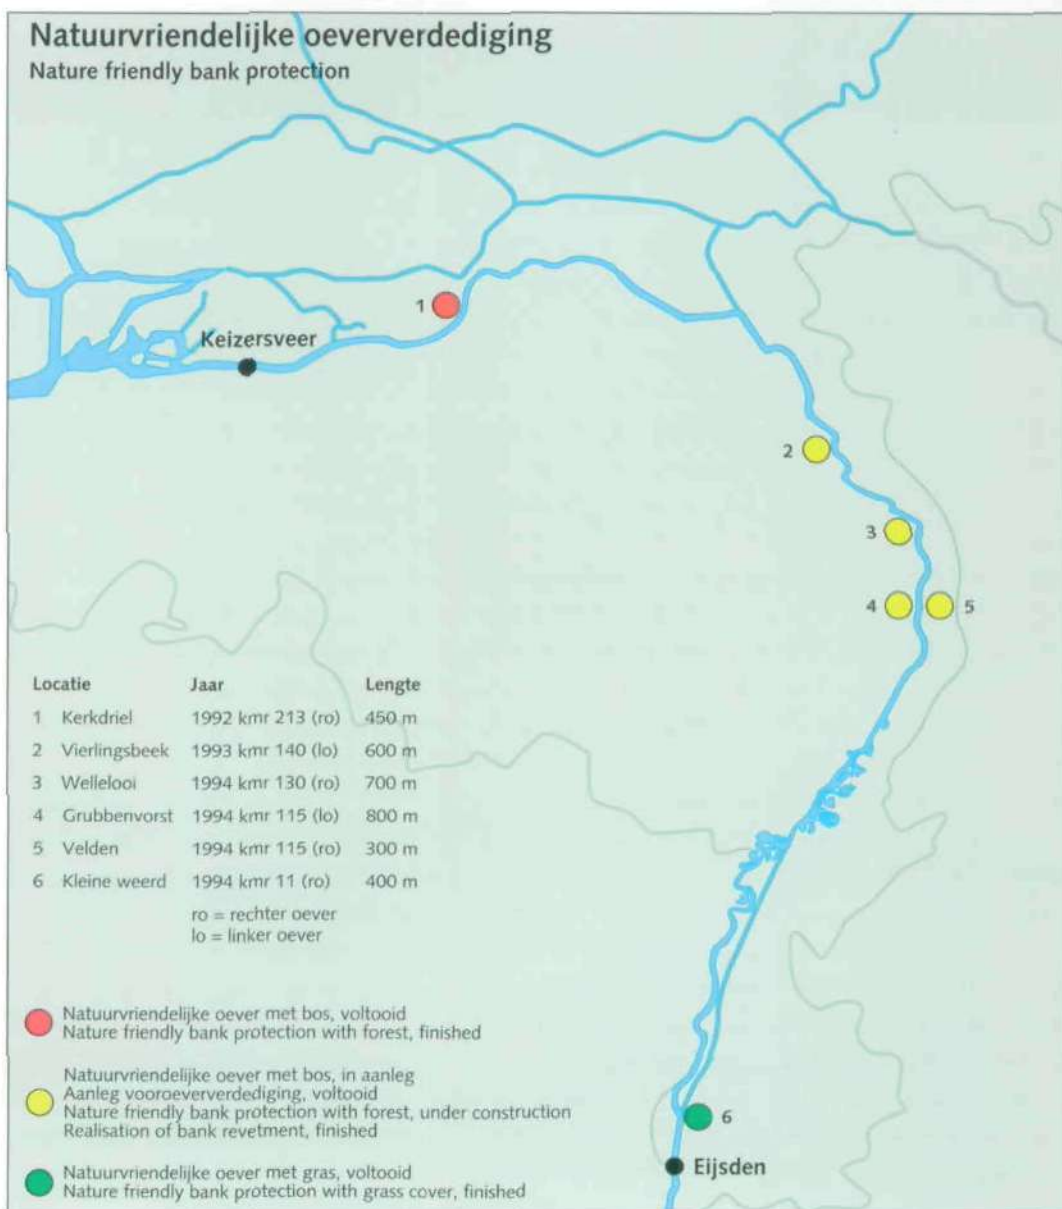 Natuurvriendelijke oeververdediging
Nature friendly bank protection
1
Keizersveer
2
3
4
5
Locatie Jaar Lengte
1 Kerkdriel 1992 kmr 213 (ro) 450 m
2 Vierlingsbeek 1993 kmr 140 (lo) 600 m
3 Wellelooi 1994 kmr 130 (ro) 700 m
4 Grubbenvorst 1994 kmr 115 (lo) 800 m
5 Velden 1994 kmr 115 (ro) 300 m
6 Kleine weerd 1994 kmr 11 (ro) 400 m
ro = rechter oever
lo = linker oever
Natuurvriendelijke oever met bos, voltooid
Nature friendly bank protection with forest, finished
Natuurvriendelijke oever met bos, in aanleg
Aanleg vooroeververdediging, voltooid
Nature friendly bank protection with forest, under construction
Realisation of bank revetment, finished
6
Eijsden
Natuurvriendelijke oever met gras, voltooid
Nature friendly bank protection with grass cover, finished